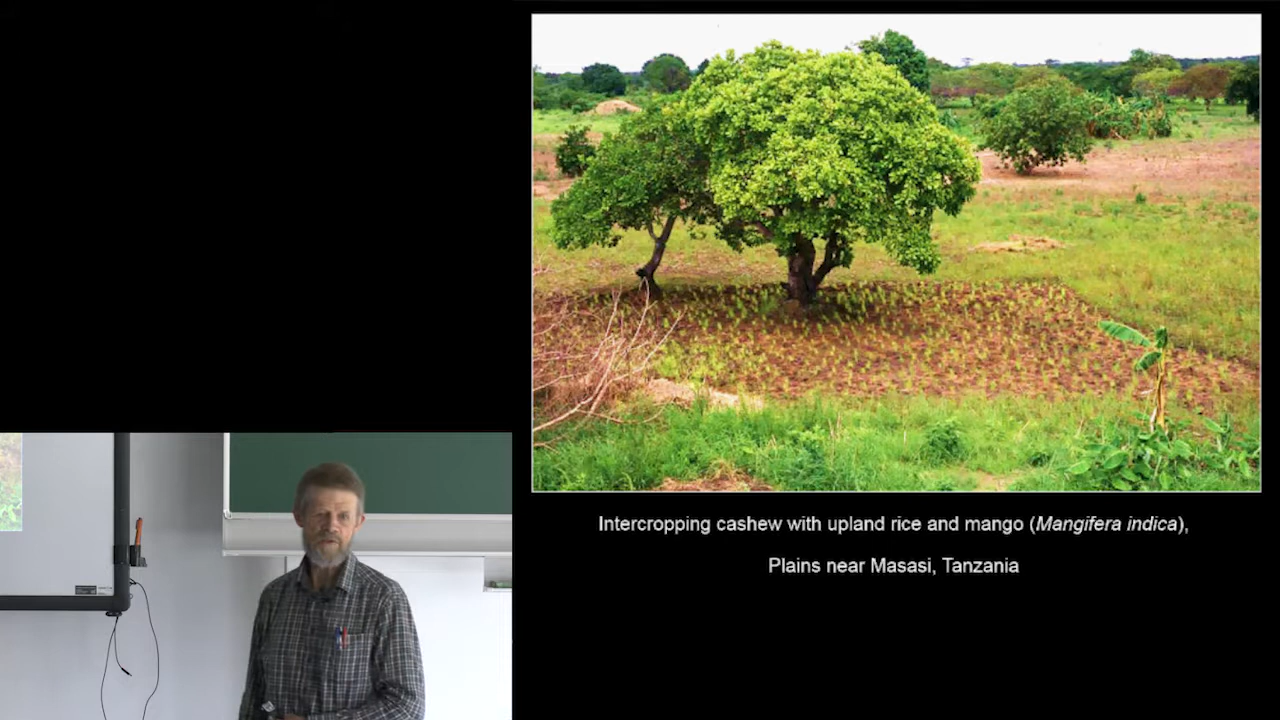 Intercropping cashew with upland rice and mango (Mangifera indica),
Plains near Masasi, Tanzania